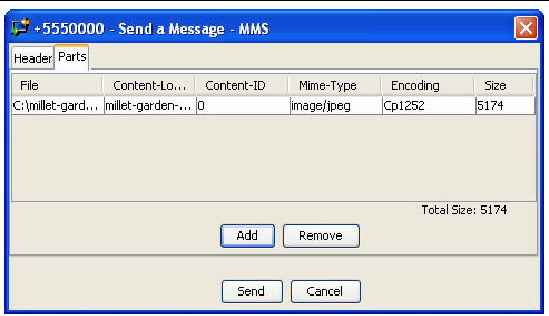 +5550000 - Send a Message - MMS
Header Parts
File Content-Lo... Content-ID Mime-Type Encoding Size
C:\millet-gard... millet-garden-... 0 image/jpeg Cp1252 5174
Total Size: 5174
Add Remove
Send Cancel